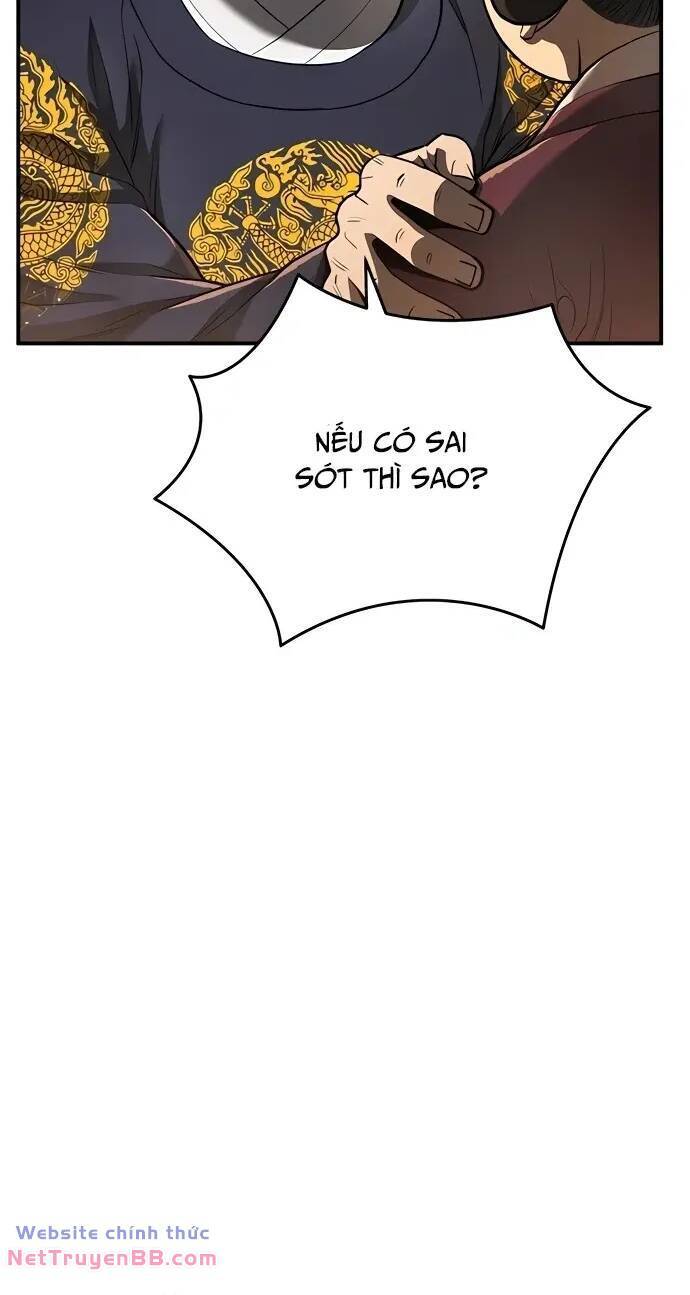 NẾU CÓ SAI
SÓT THÌ SAO?
Website chính thức
NetTruyenBB.com